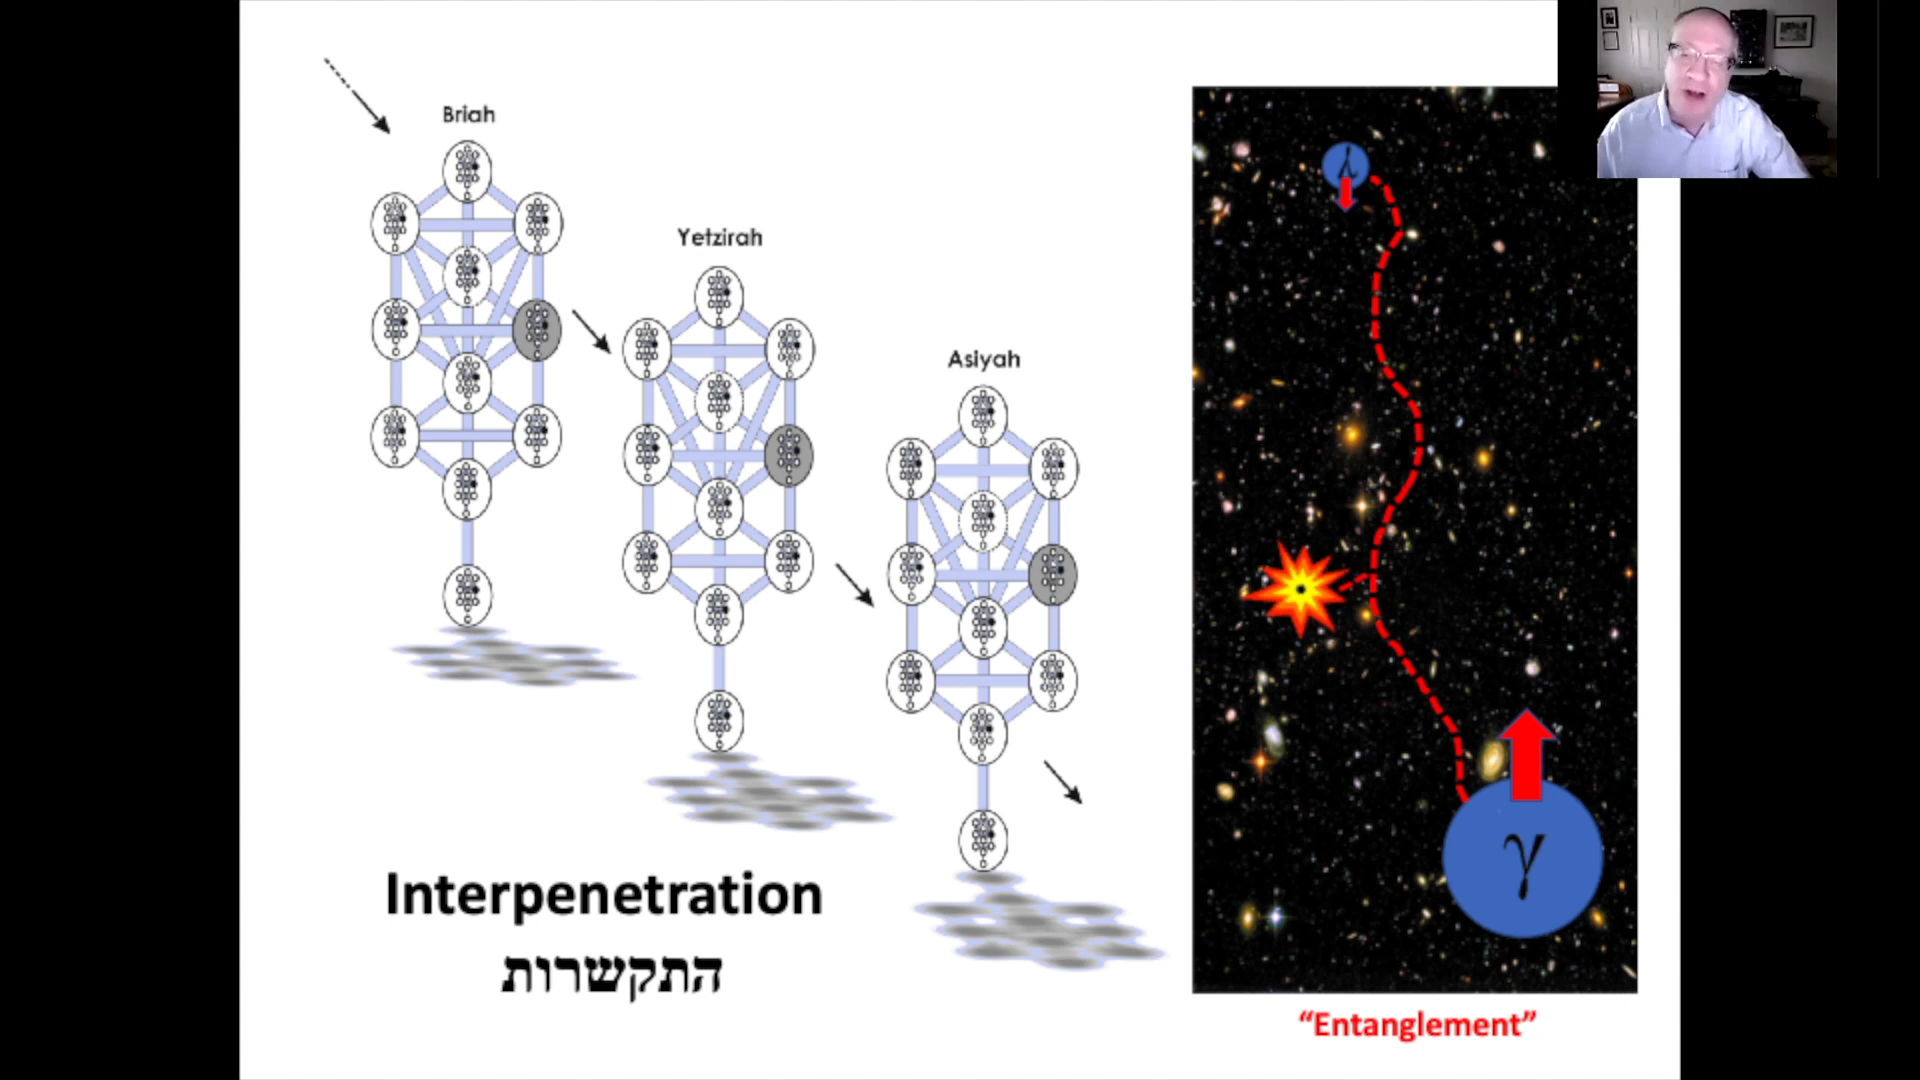 Briah
Yetzirah
Asiyah
Interpenetration
התקשרות
γ
γ
“Entanglement”